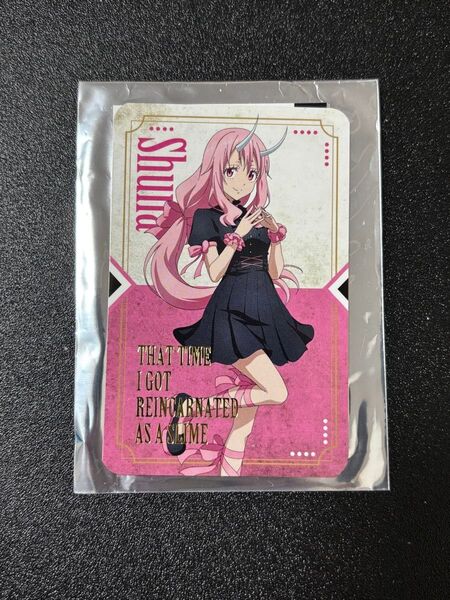 Shuna
THAT TIME
I GOT
REINCARNATED
AS A SLIME